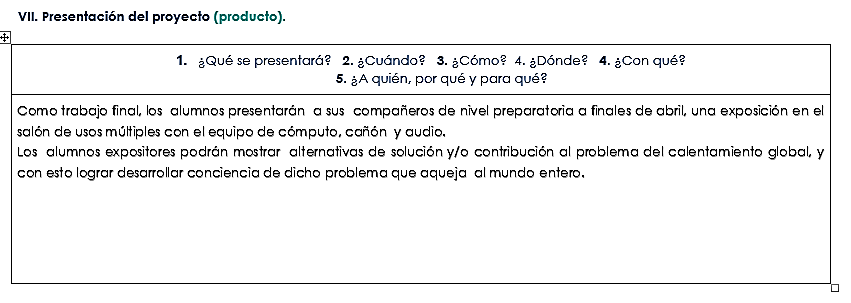 VII. Presentación del proyecto (producto).
1. ¿Qué se presentará? 2. ¿Cuándo? 3. ¿Cómo? 4. ¿Dónde? 4. ¿Con qué?
5. ¿A quién, por qué y para qué?
Como trabajo final, los alumnos presentarán a sus compañeros de nivel preparatoria a finales de abril, una exposición en el
salón de usos múltiples con el equipo de cómputo, cañón y audio.
Los alumnos expositores podrán mostrar alternativas de solución y/o contribución al problema del calentamiento global, y
con esto lograr desarrollar conciencia de dicho problema que aqueja al mundo entero.